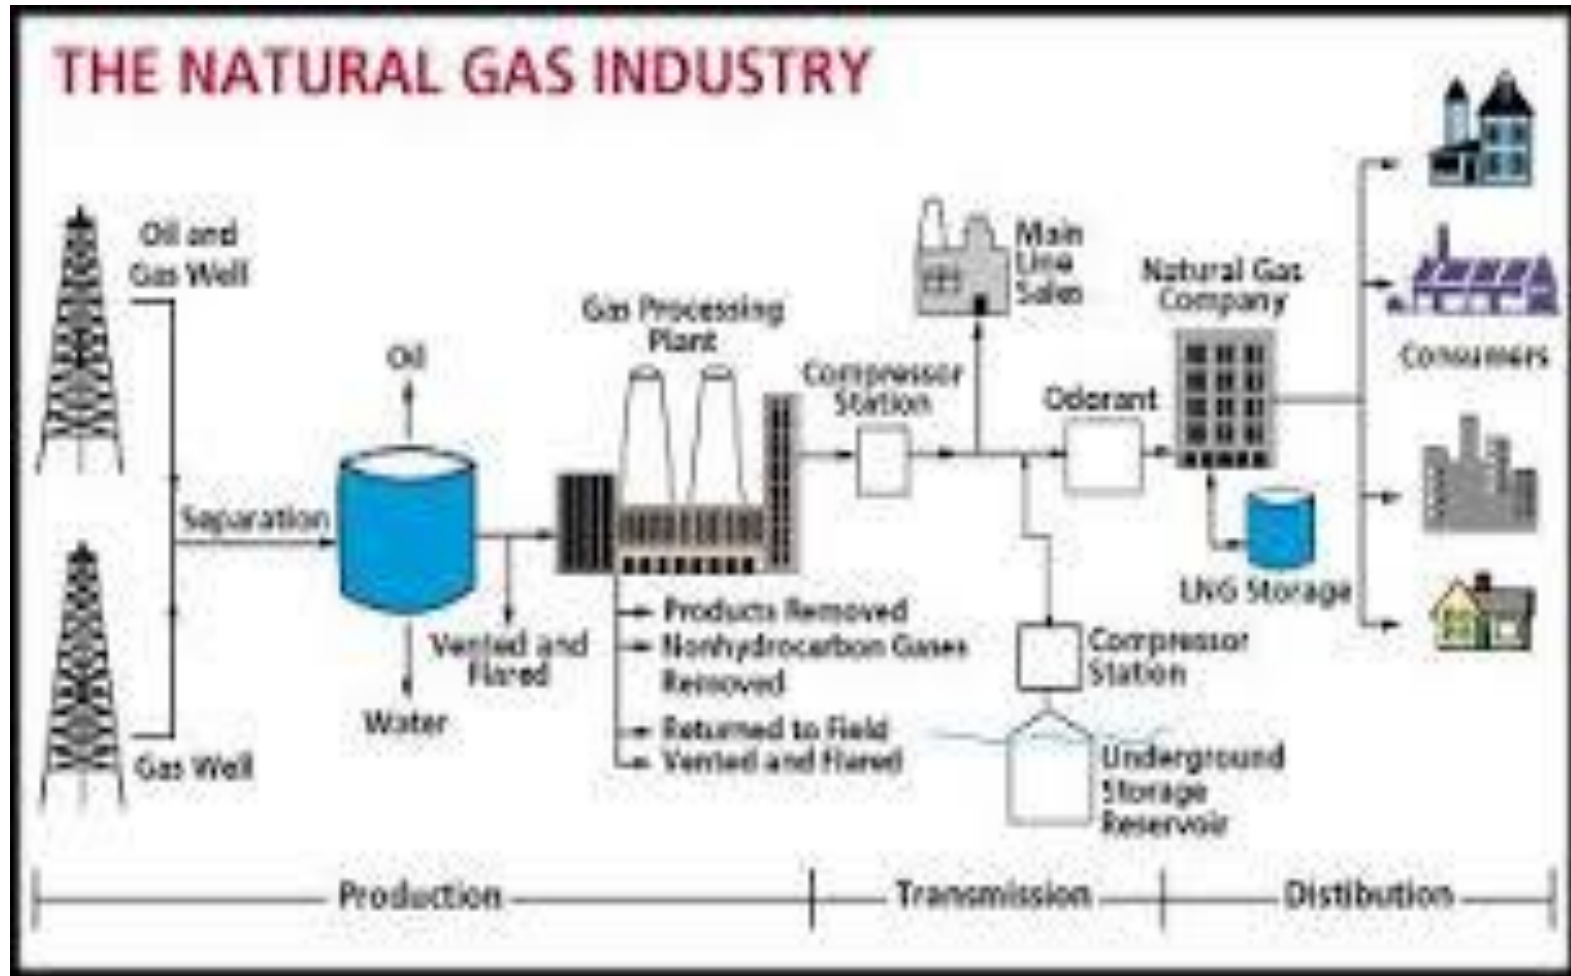 THE NATURAL GAS INDUSTRY
Oil and
Gas Well
Gas Well
Separation
Oil
Water
Vented and
Flared
Gas Processing
Plant
Products Removed
Nonhydrocarbon Gases
Removed
Returned to Field
Vented and Flared
Compressor
Station
Main
Line
Sales
Odorant
Compressor
Station
Underground
Storage
Reservoir
Natural Gas
Company
LNG Storage
Consumers
Production
Transmission
Distibution